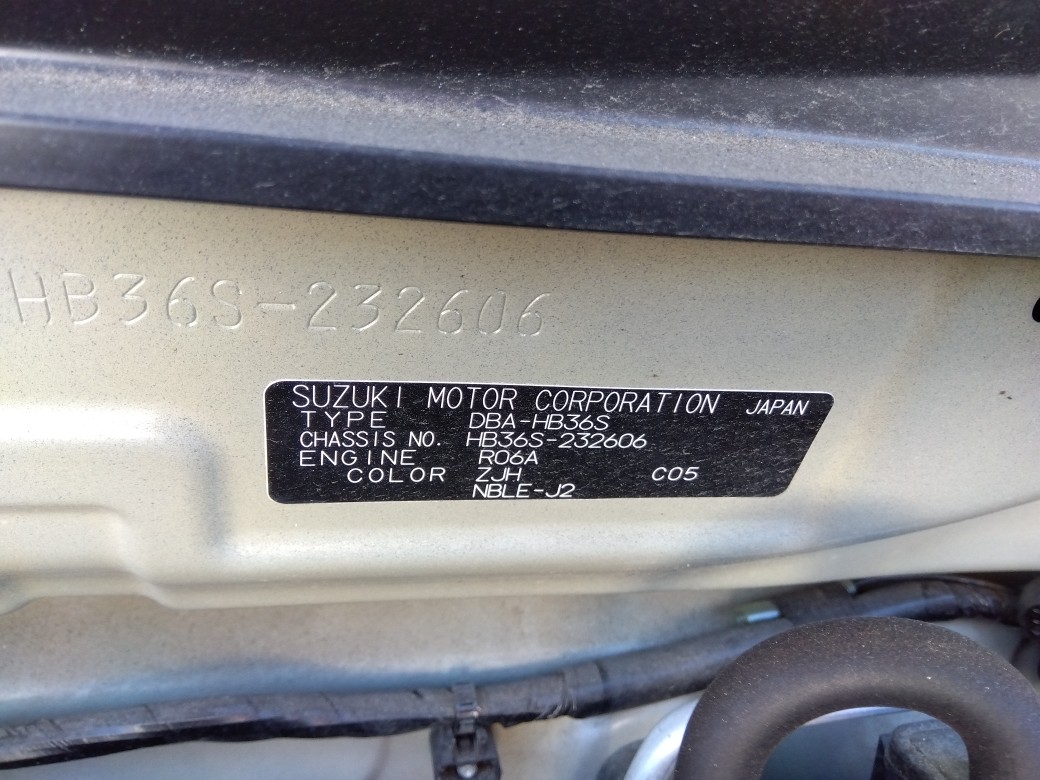 HB36S-232606
SUZUKI MOTOR CORPORATION JAPAN
TYPE DBA-HB36S
CHASSIS NO. HB36S-232606
ENGINE R06A
COLOR ZJH C05
NBLE-J2